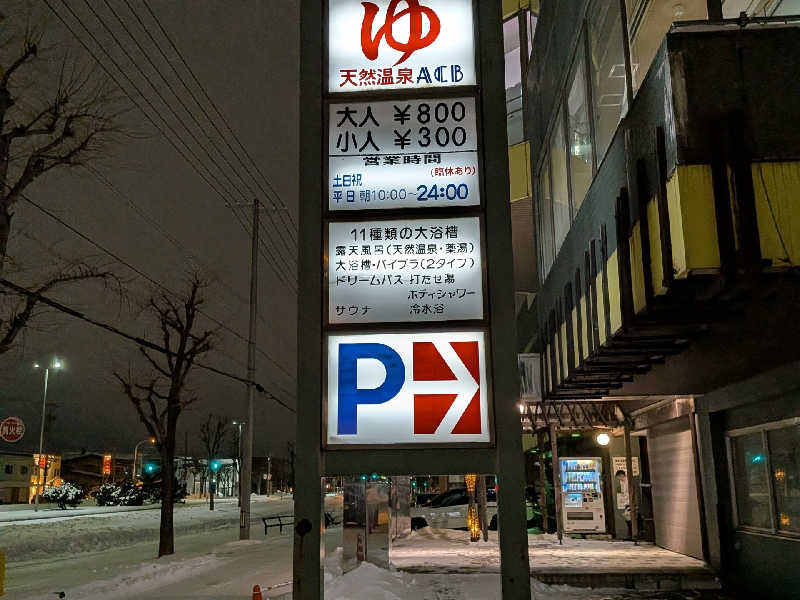 ゆ
天然温泉ACB
大人 ¥800
小人 ¥300
営業時間
(臨休あり)
土日祝
平日 朝10:00~24:00
11種類の大浴槽
露天風呂(天然温泉・薬湯)
大浴槽・バイブラ(2タイプ)
ドリームバス 打たせ湯
ボディシャワー
サウナ 冷水浴
P